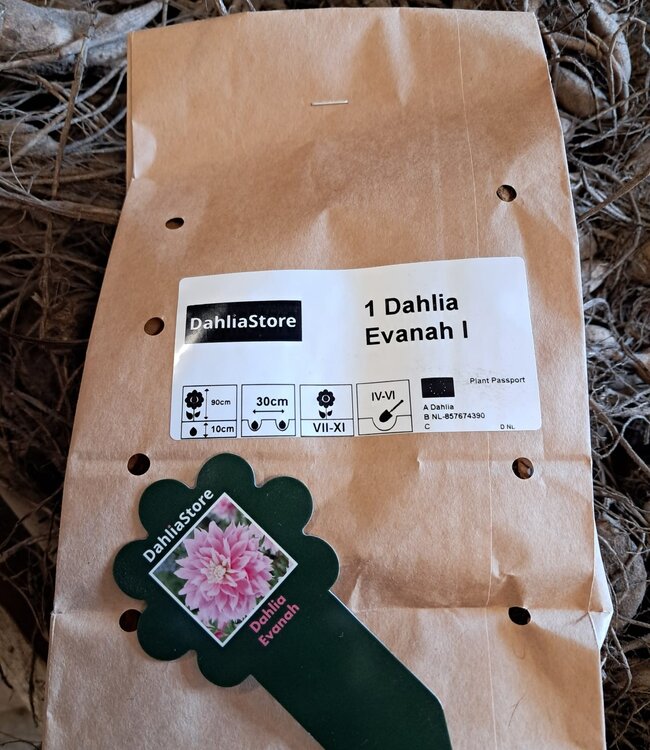 DahliaStore
1 Dahlia
Evanah I
90cm
10cm
30cm
VII-XI
IV-VI
Plant Passport
A Dahlia
B NL-857674390
C
D NL
DahliaStore
Dahlia
Evanah